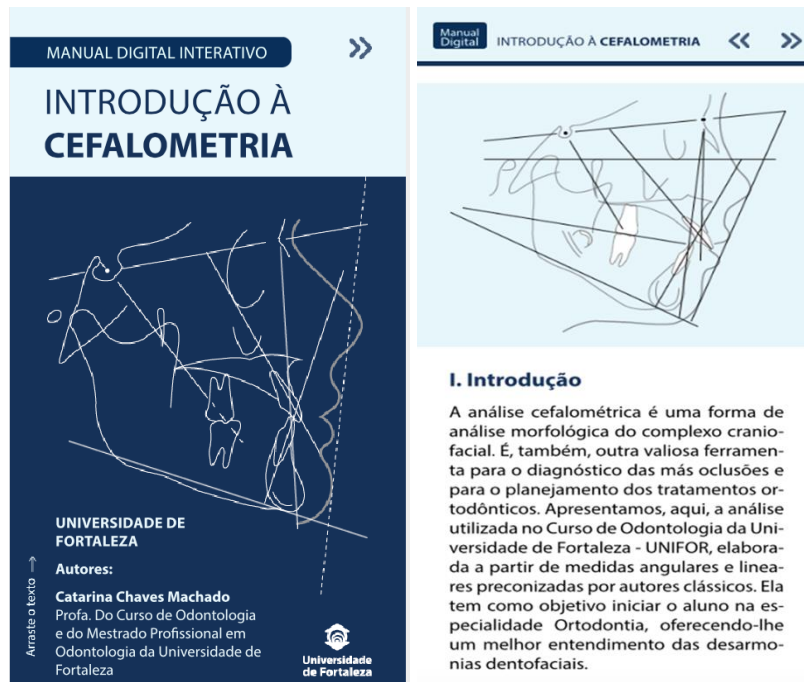 MANUAL DIGITAL INTERATIVO
INTRODUÇÃO À
CEFALOMETRIA
UNIVERSIDADE DE
FORTALEZA
Autores:
Catarina Chaves Machado
Profa. Do Curso de Odontologia
e do Mestrado Profissional em
Odontologia da Universidade de
Fortaleza
Arraste o texto
Universidade
de Fortaleza
Manual
Digital
INTRODUÇÃO À CEFALOMETRIA
I. Introdução
A análise cefalométrica é uma forma de
análise morfológica do complexo cranio-
facial. É, também, outra valiosa ferramen-
ta para o diagnóstico das más oclusões e
para o planejamento dos tratamentos or-
todônticos. Apresentamos, aqui, a análise
utilizada no Curso de Odontologia da Uni-
versidade de Fortaleza - UNIFOR, elabora-
da a partir de medidas angulares e linea-
res preconizadas por autores clássicos. Ela
tem como objetivo iniciar o aluno na es-
pecialidade Ortodontia, oferecendo-lhe
um melhor entendimento das desarmo-
nias dentofaciais.